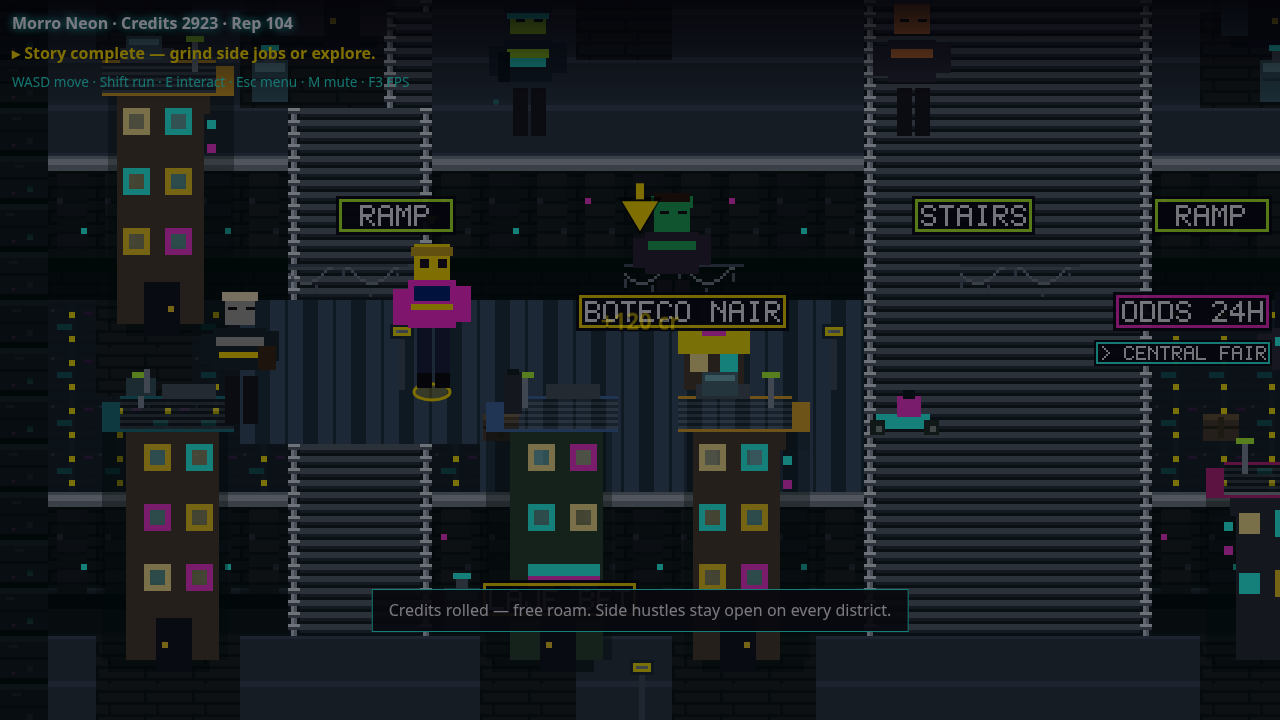 Morro Neon · Credits 2923 · Rep 104
▸ Story complete — grind side jobs or explore.
WASD move · Shift run · E interact · Esc menu · M mute · F3 FPS
RAMP
STAIRS
RAMP
BOTECO NAIR
+120 cr
ODDS 24H
> CENTRAL FAIR
Credits rolled — free roam. Side hustles stay open on every district.